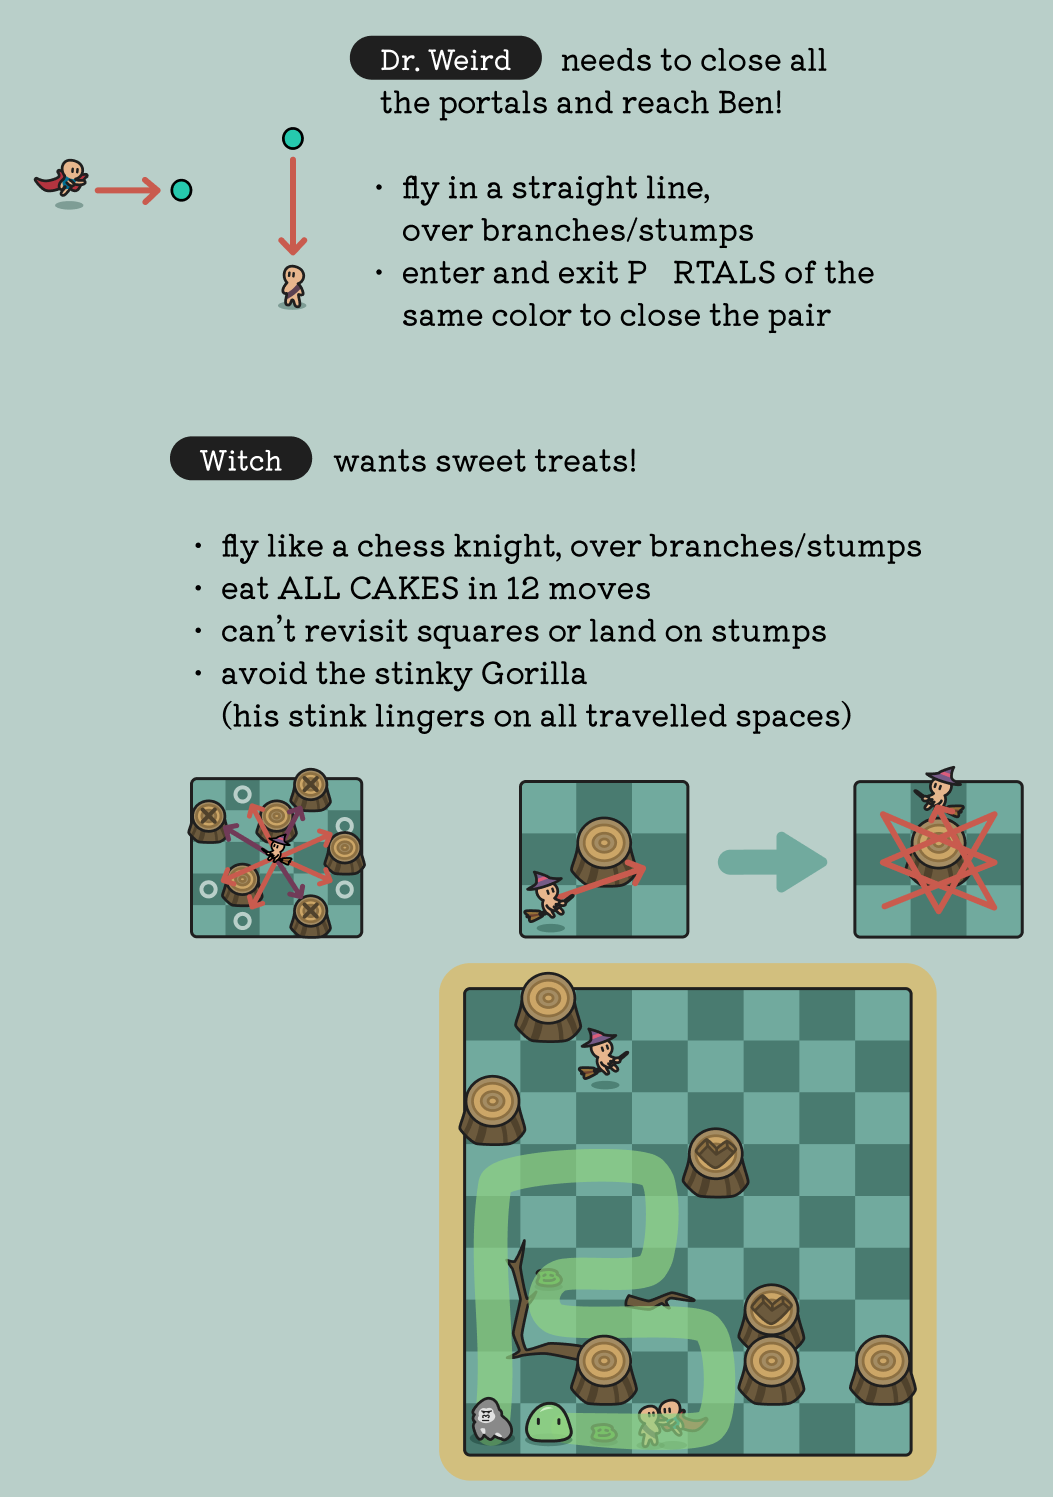 Dr. Weird needs to close all
the portals and reach Ben!
· fly in a straight line,
over branches/stumps
· enter and exit P RTALS of the
same color to close the pair
Witch wants sweet treats!
· fly like a chess knight, over branches/stumps
· eat ALL CAKES in 12 moves
· can’t revisit squares or land on stumps
· avoid the stinky Gorilla
(his stink lingers on all travelled spaces)